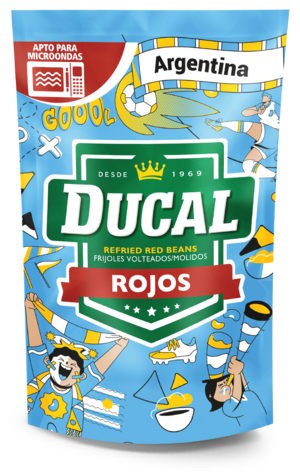 APTO PARA
MICROONDAS
Argentina
GOOOL
DESDE 1969
DUCAL
REFRIED RED BEANS
FRIJOLES VOLTEADOS/MOLIDOS
ROJOS